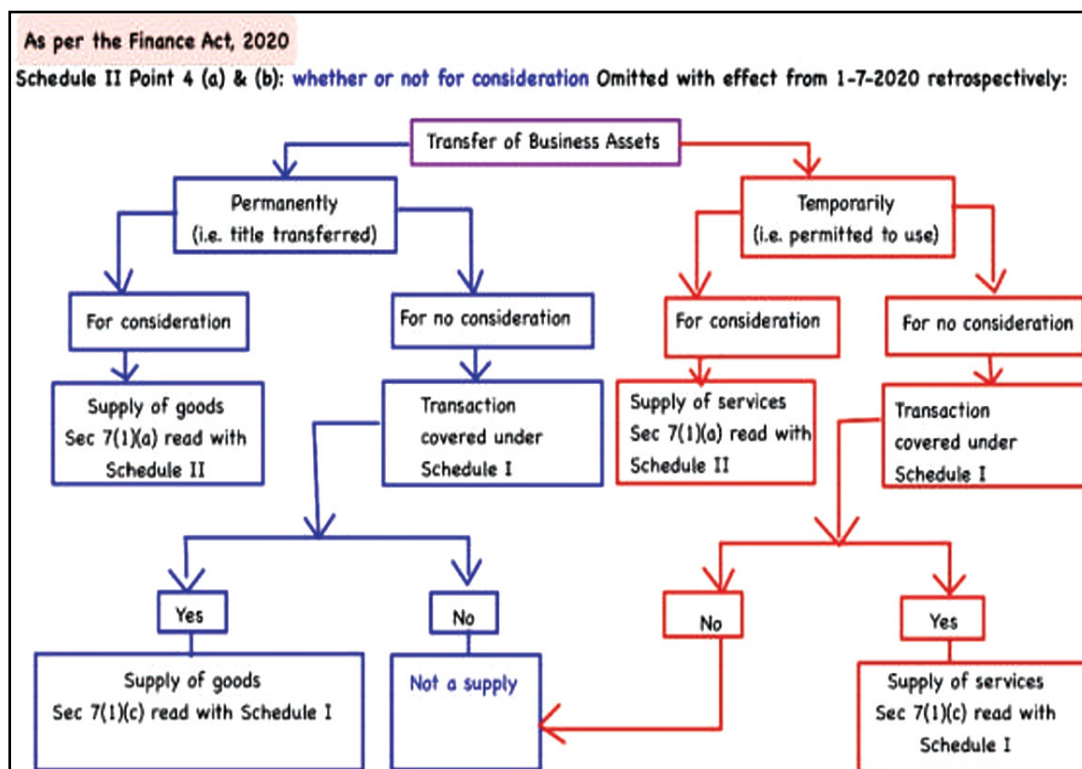 As per the Finance Act, 2020
Schedule II Point 4 (a) & (b): whether or not for consideration Omitted with effect from 1-7-2020 retrospectively:
Transfer of Business Assets
Permanently
(i.e. title transferred)
Temporarily
(i.e. permitted to use)
For consideration
For no consideration
For consideration
For no consideration
Supply of goods
Sec 7(1)(a) read with
Schedule II
Transaction
covered under
Schedule I
Supply of services
Sec 7(1)(a) read with
Schedule II
Transaction
covered under
Schedule I
Yes
No
No
Yes
Supply of goods
Sec 7(1)(c) read with Schedule I
Not a supply
Supply of services
Sec 7(1)(c) read with
Schedule I